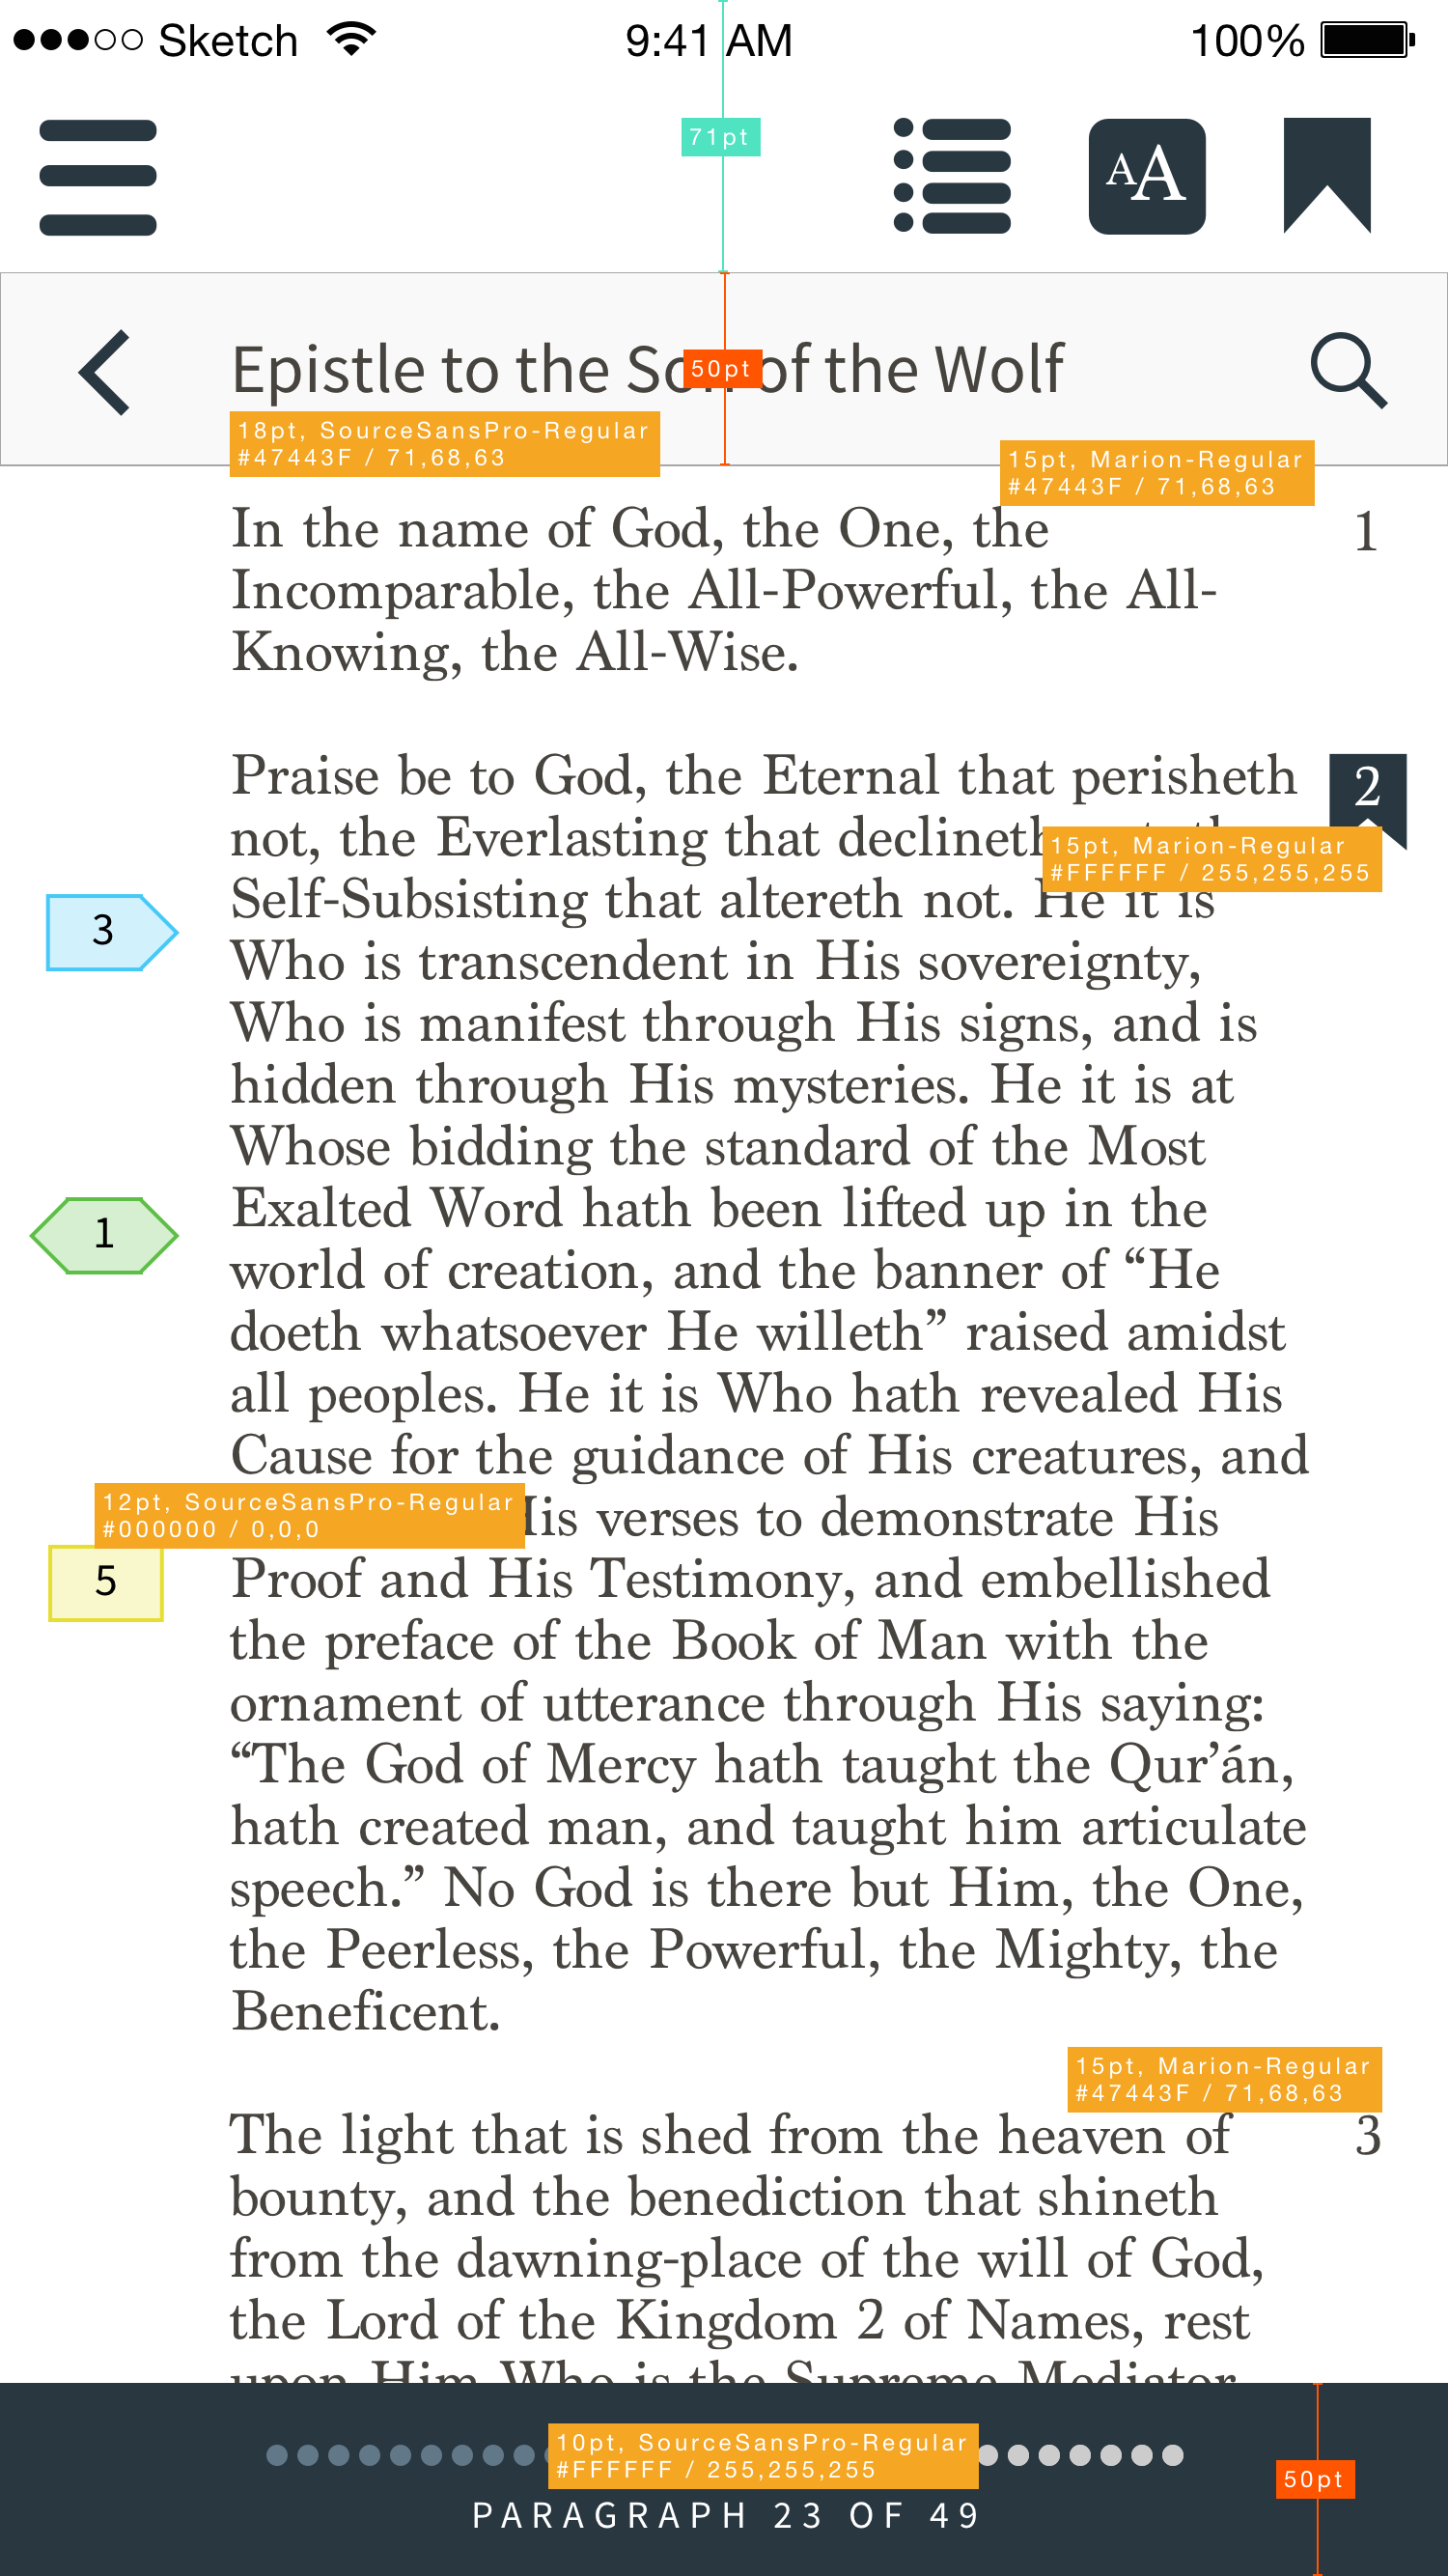 Sketch 9:41 AM 100%
71pt
AA
Epistle to the Son of the Wolf
50pt
18pt, SourceSansPro-Regular
#47443F / 71,68,63
15pt, Marion-Regular
#47443F / 71,68,63
In the name of God, the One, the 1
Incomparable, the All-Powerful, the All-
Knowing, the All-Wise.
Praise be to God, the Eternal that perisheth 2
not, the Everlasting that declineth
15pt, Marion-Regular
#FFFFFF / 255,255,255
3
Self-Subsisting that altereth not. He it is
Who is transcendent in His sovereignty,
Who is manifest through His signs, and is
hidden through His mysteries. He it is at
Whose bidding the standard of the Most
1
Exalted Word hath been lifted up in the
world of creation, and the banner of “He
doeth whatsoever He willeth” raised amidst
all peoples. He it is Who hath revealed His
Cause for the guidance of His creatures, and
12pt, SourceSansPro-Regular
#000000 / 0,0,0
His verses to demonstrate His
5
Proof and His Testimony, and embellished
the preface of the Book of Man with the
ornament of utterance through His saying:
“The God of Mercy hath taught the Qur’án,
hath created man, and taught him articulate
speech.” No God is there but Him, the One,
the Peerless, the Powerful, the Mighty, the
Beneficent.
15pt, Marion-Regular
#47443F / 71,68,63
The light that is shed from the heaven of 3
bounty, and the benediction that shineth
from the dawning-place of the will of God,
the Lord of the Kingdom 2 of Names, rest
upon Him Who is the Supreme Mediator
10pt, SourceSansPro-Regular
#FFFFFF / 255,255,255
50pt
PARAGRAPH 23 OF 49